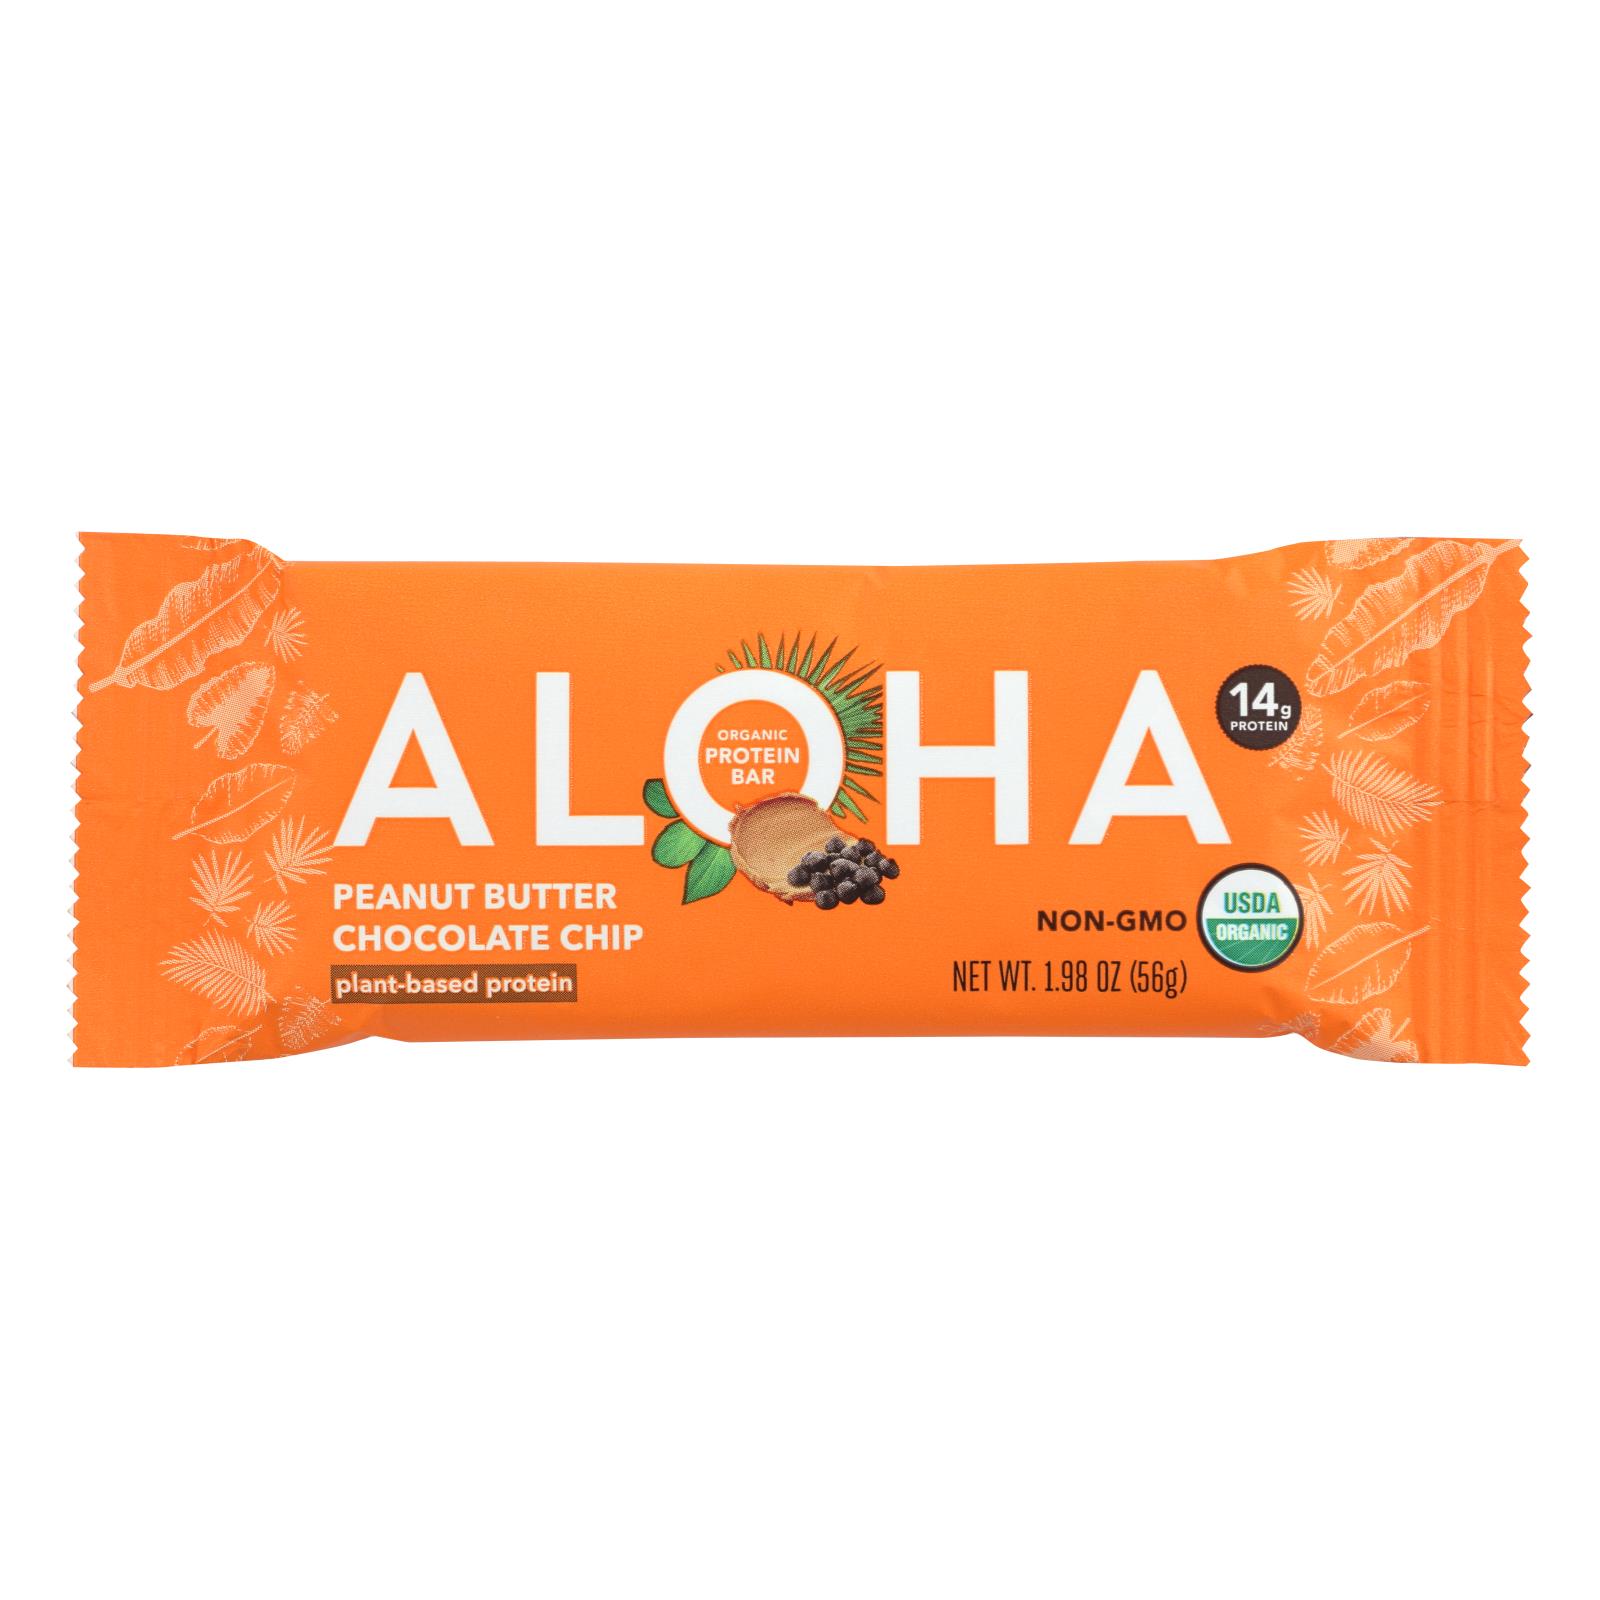 ALOHA
ORGANIC
PROTEIN
BAR
14g
PROTEIN
PEANUT BUTTER
CHOCOLATE CHIP
plant-based protein
NON-GMO
NET WT. 1.98 OZ (56g)
USDA
ORGANIC